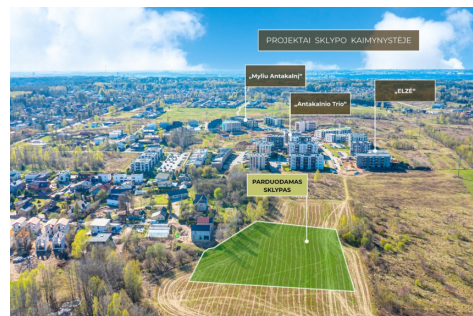 PROJEKTAI SKLYPO KAIMYNYSTĖJE
„Myliu Antakalnį“
„Antakalnio Trio“
„ELZĖ“
PARDUODAMAS
SKLYPAS